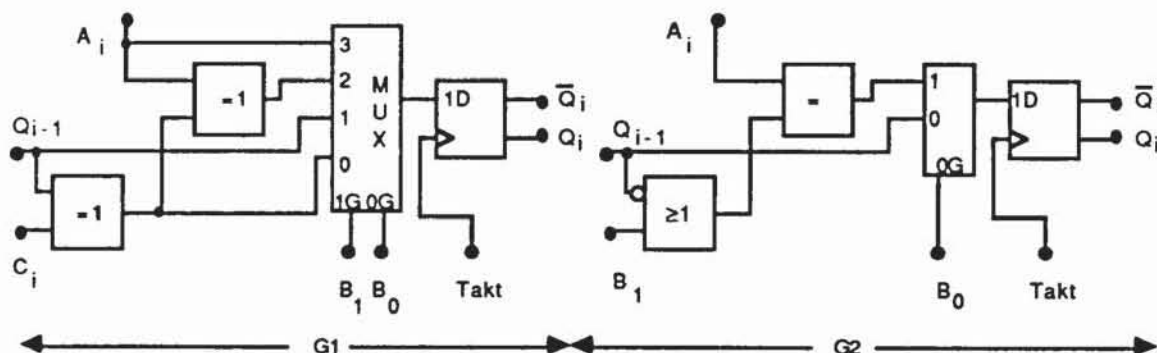 A i
3
2
1
0
M
U
X
1G 0G
= 1
= 1
Q i-1
C i
1D
Q̅ i
Q i
B 1 B 0
Takt
A i
=
1
0
0G
Q i-1
≥1
B 1
1D
Q̅
Q i
B 0
Takt
G1
G2